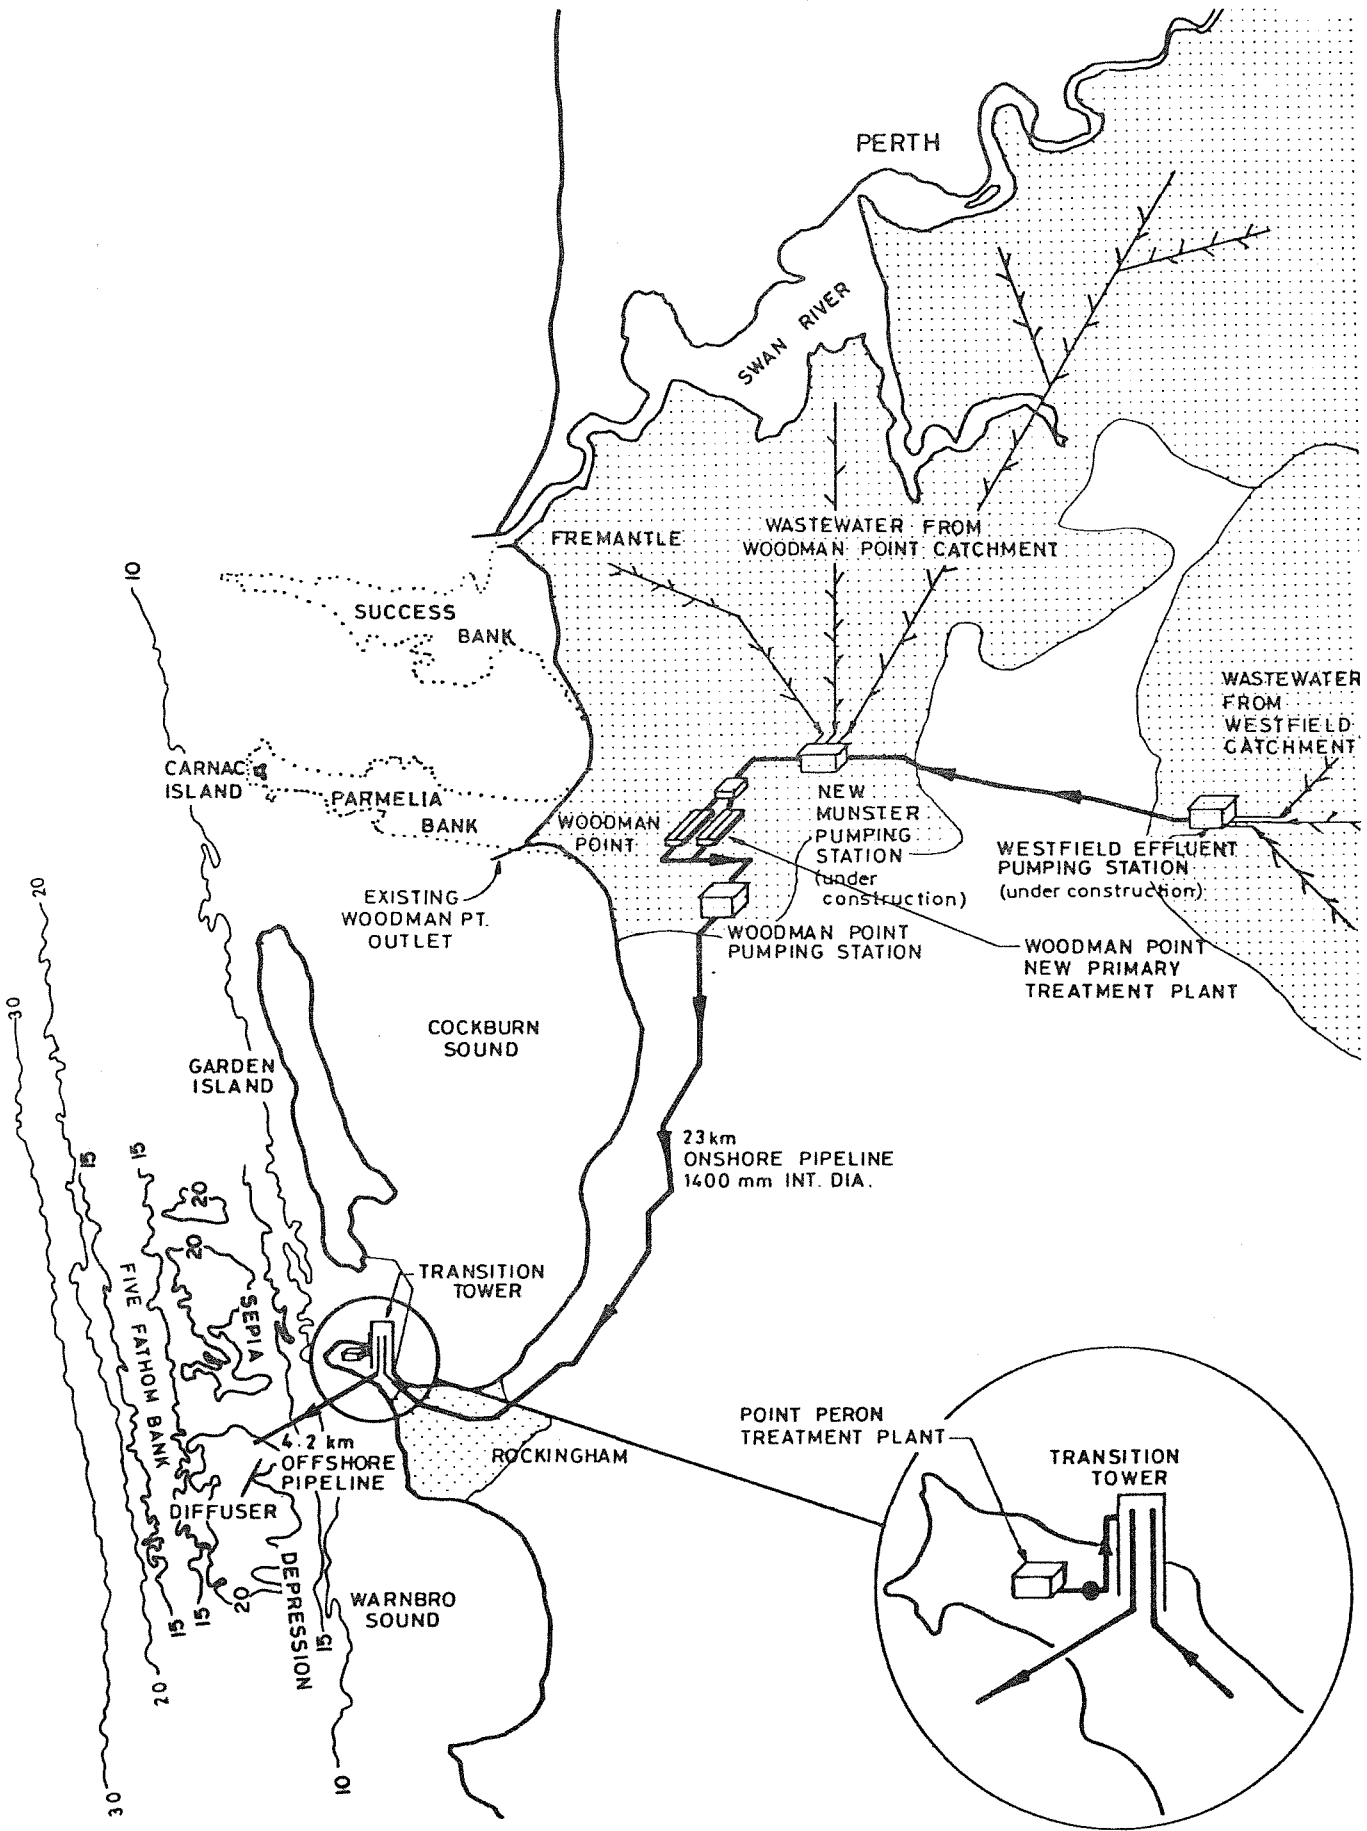 PERTH
SWAN RIVER
FREMANTLE
WASTEWATER FROM
WOODMAN POINT CATCHMENT
10
SUCCESS
BANK
WASTEWATER
FROM
WESTFIELD
CATCHMENT
CARNAC
ISLAND
PARMELIA
BANK
WOODMAN
POINT
NEW
MUNSTER
PUMPING
STATION
(under
construction)
WESTFIELD EFFLUENT
PUMPING STATION
(under construction)
EXISTING
WOODMAN PT.
OUTLET
WOODMAN POINT
PUMPING STATION
WOODMAN POINT
NEW PRIMARY
TREATMENT PLANT
20
30
COCKBURN
SOUND
GARDEN
ISLAND
23km
ONSHORE PIPELINE
1400 mm INT. DIA.
15
15
20
20
TRANSITION
TOWER
FIVE FATHOM BANK
SEPIA
4.2 km
OFFSHORE
PIPELINE
ROCKINGHAM
DIFFUSER
DEPRESSION
WARNBRO
SOUND
POINT PERON
TREATMENT PLANT
TRANSITION
TOWER
15
15
20
15
20
10
30